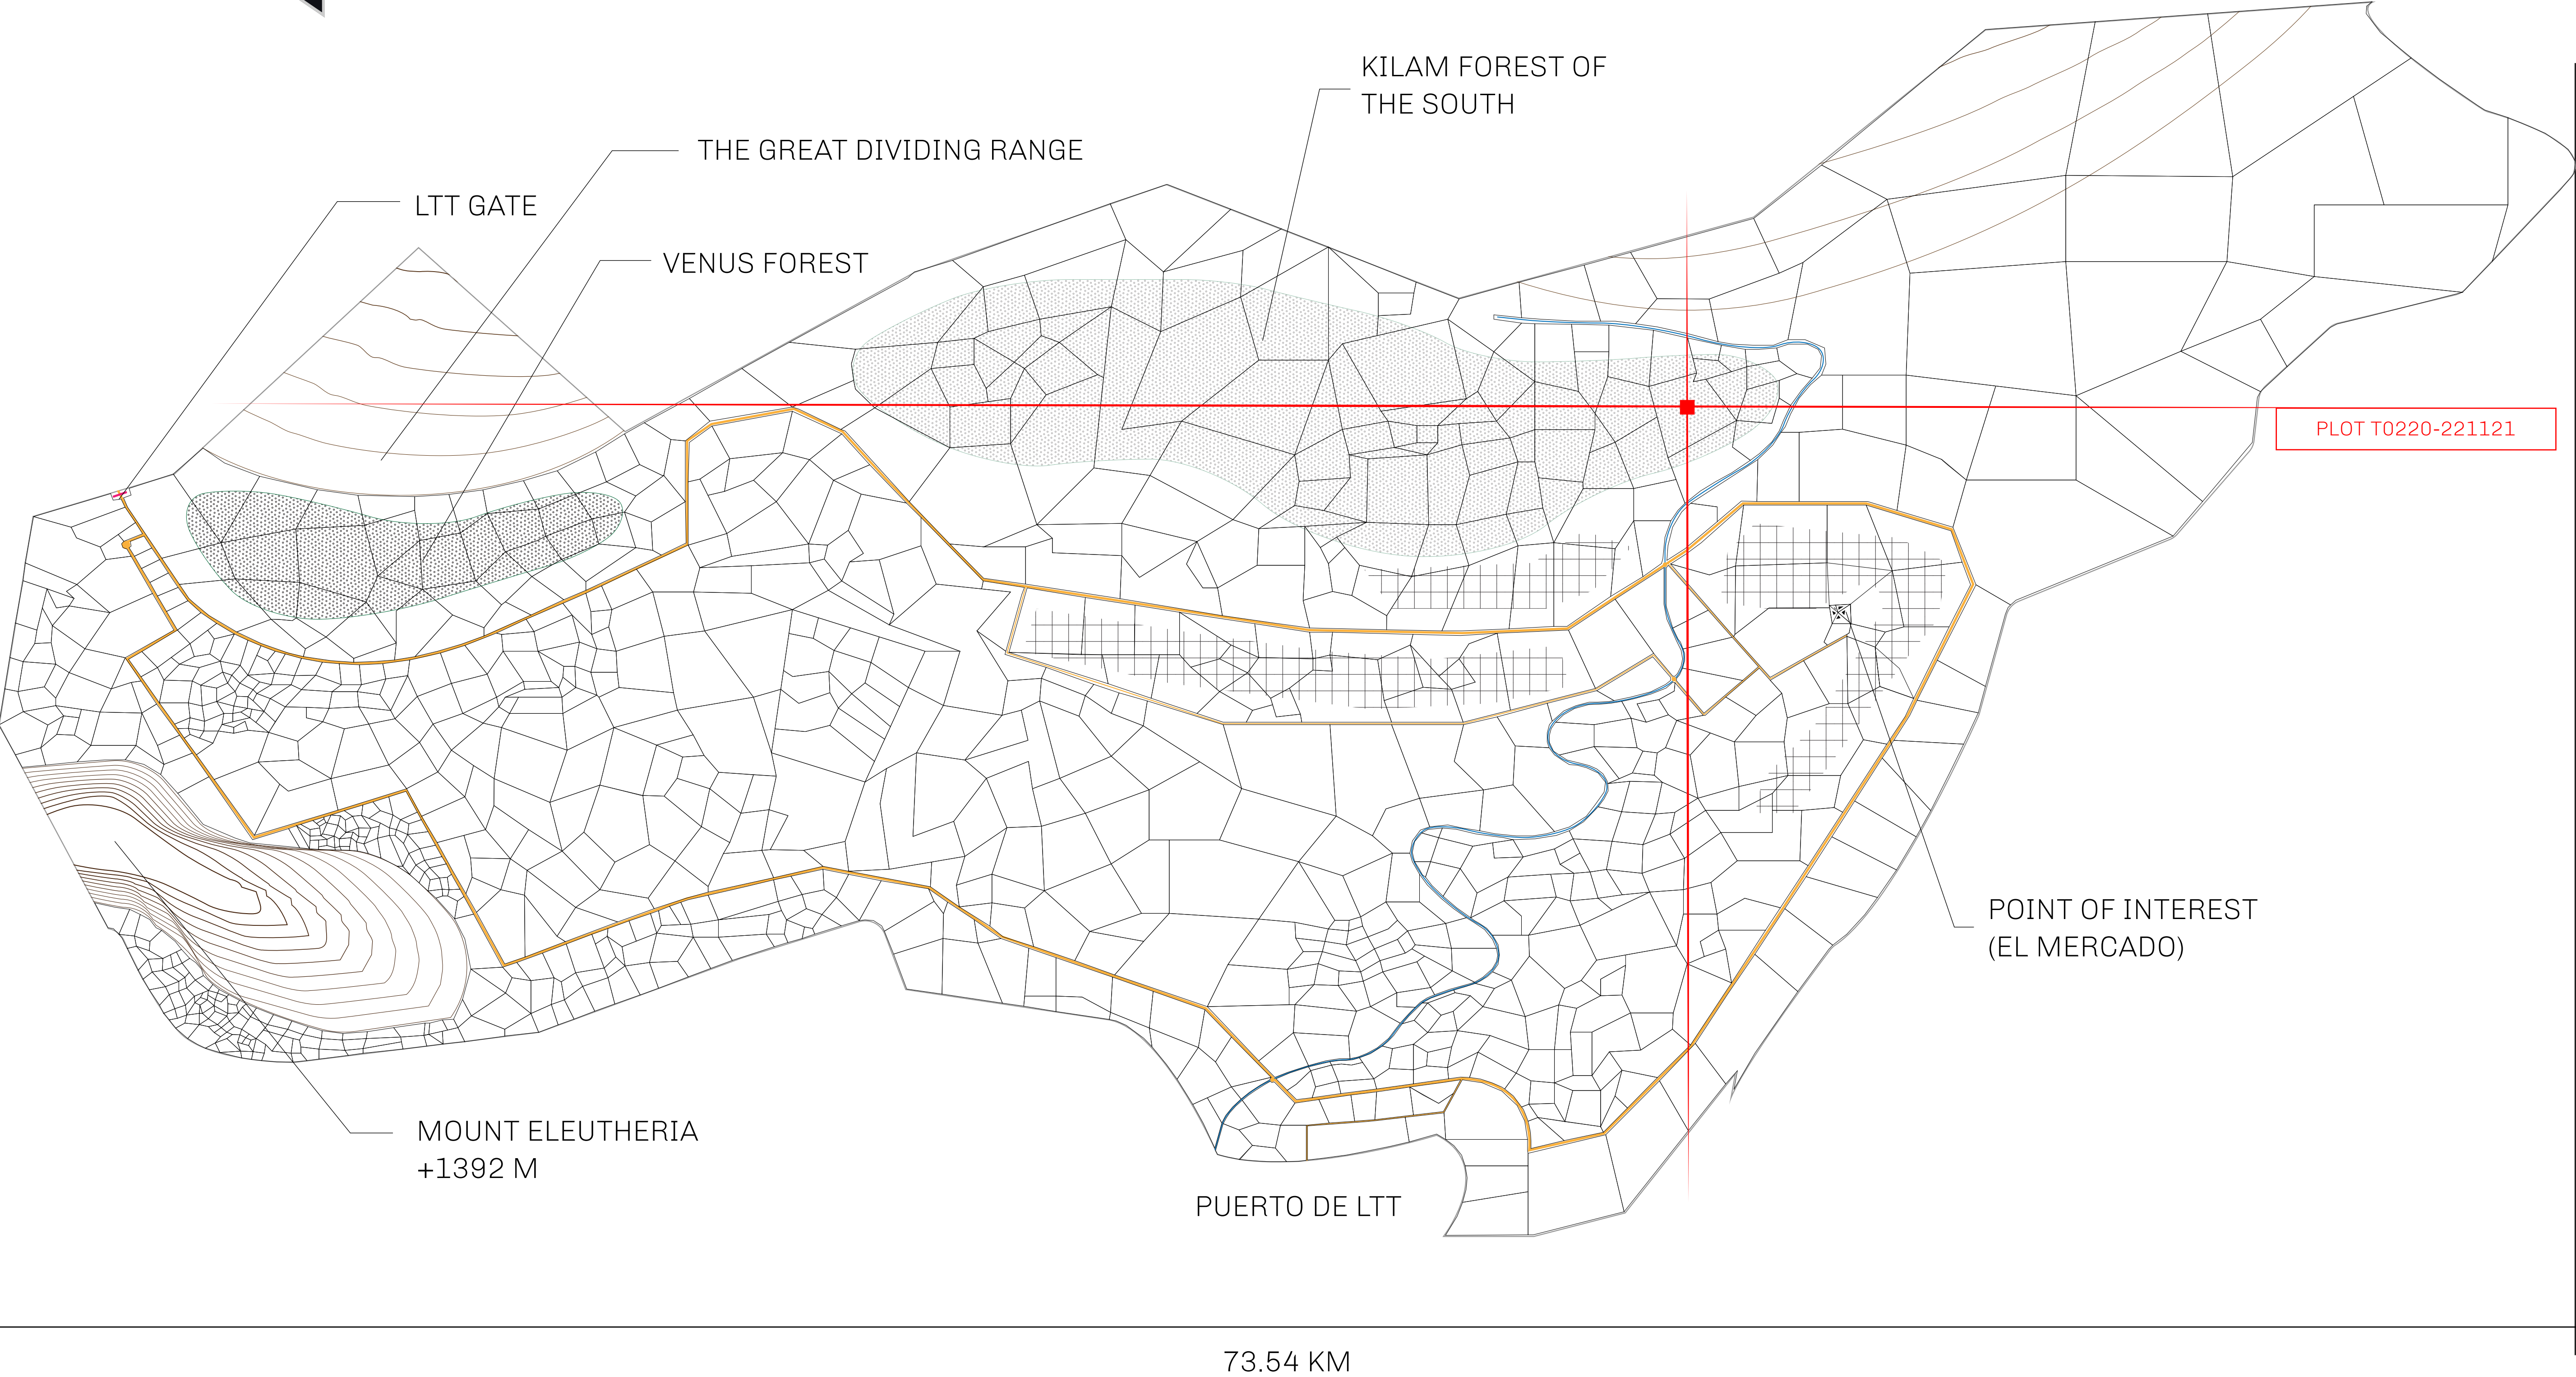 KILAM FOREST OF
THE SOUTH
THE GREAT DIVIDING RANGE
LTT GATE
VENUS FOREST
PLOT T0220-221121
POINT OF INTEREST
(EL MERCADO)
MOUNT ELEUTHERIA
+1392 M
PUERTO DE LTT
73.54 KM